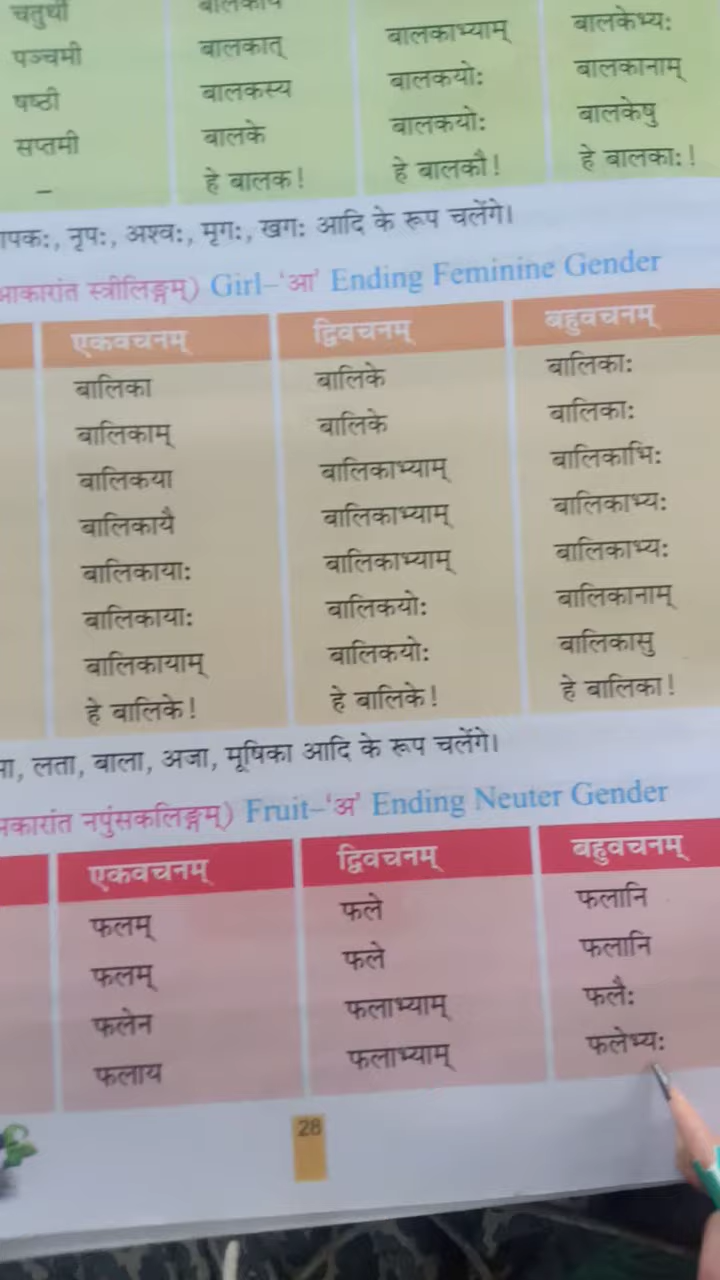 चतुर्थी बालकाय
बालकाभ्याम् बालकेभ्यः
पञ्चमी बालकात्
बालकयोः बालकानाम्
षष्ठी बालकस्य
बालकयोः बालकेषु
सप्तमी बालके
– हे बालक! हे बालकौ! हे बालकाः!
नृपः, अश्वः, मृगः, खगः आदि के रूप चलेंगे।
स्त्रीलिङ्गम्) Girl–'आ' Ending Feminine Gender
एकवचनम् द्विवचनम् बहुवचनम्
बालिका बालिके बालिकाः
बालिकाम् बालिके बालिकाः
बालिकया बालिकाभ्याम् बालिकाभिः
बालिकायै बालिकाभ्याम् बालिकाभ्यः
बालिकायाः बालिकाभ्याम् बालिकाभ्यः
बालिकायाः बालिकयोः बालिकानाम्
बालिकायाम् बालिकयोः बालिकासु
हे बालिके! हे बालिके! हे बालिका!
लता, बाला, अजा, मूषिका आदि के रूप चलेंगे।
नपुंसकलिङ्गम्) Fruit–'अ' Ending Neuter Gender
एकवचनम् द्विवचनम् बहुवचनम्
फलम् फले फलानि
फलम् फले फलानि
फलेन फलाभ्याम् फलैः
फलाय फलाभ्याम् फलेभ्यः
28